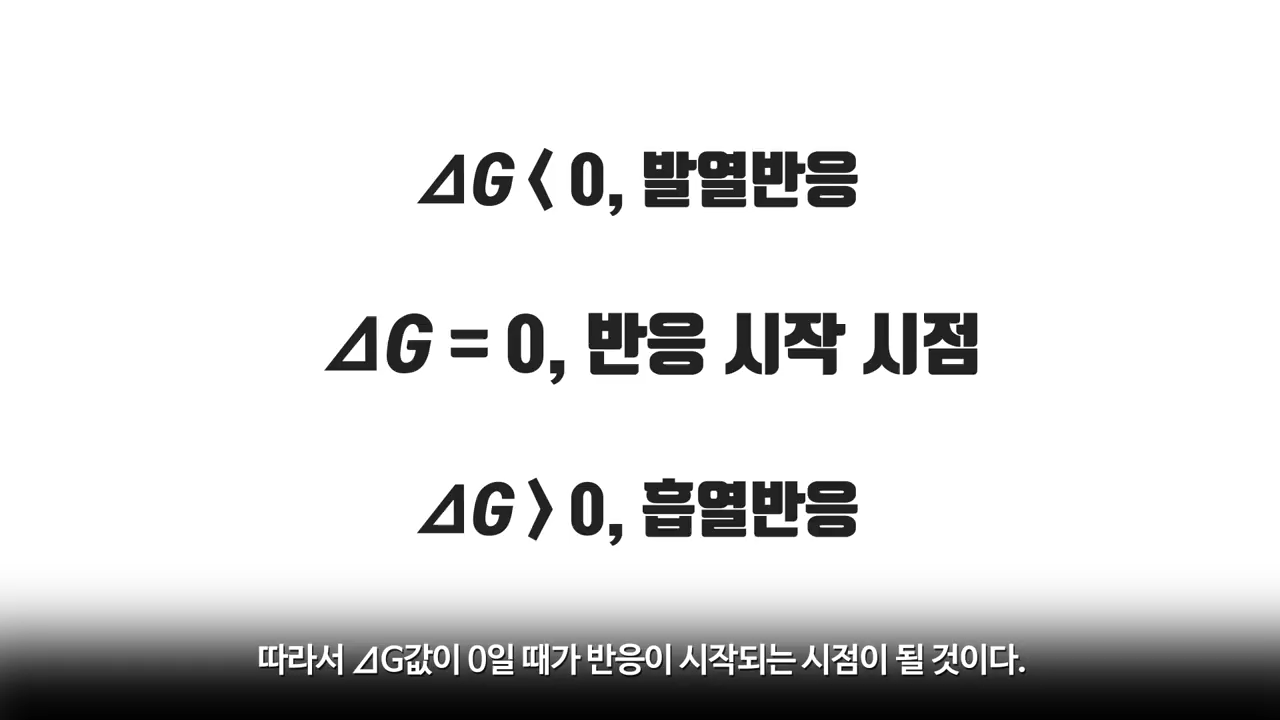 ⊿G < 0, 발열반응
⊿G = 0, 반응 시작 시점
⊿G > 0, 흡열반응
따라서 ⊿G값이 0일 때가 반응이 시작되는 시점이 될 것이다.